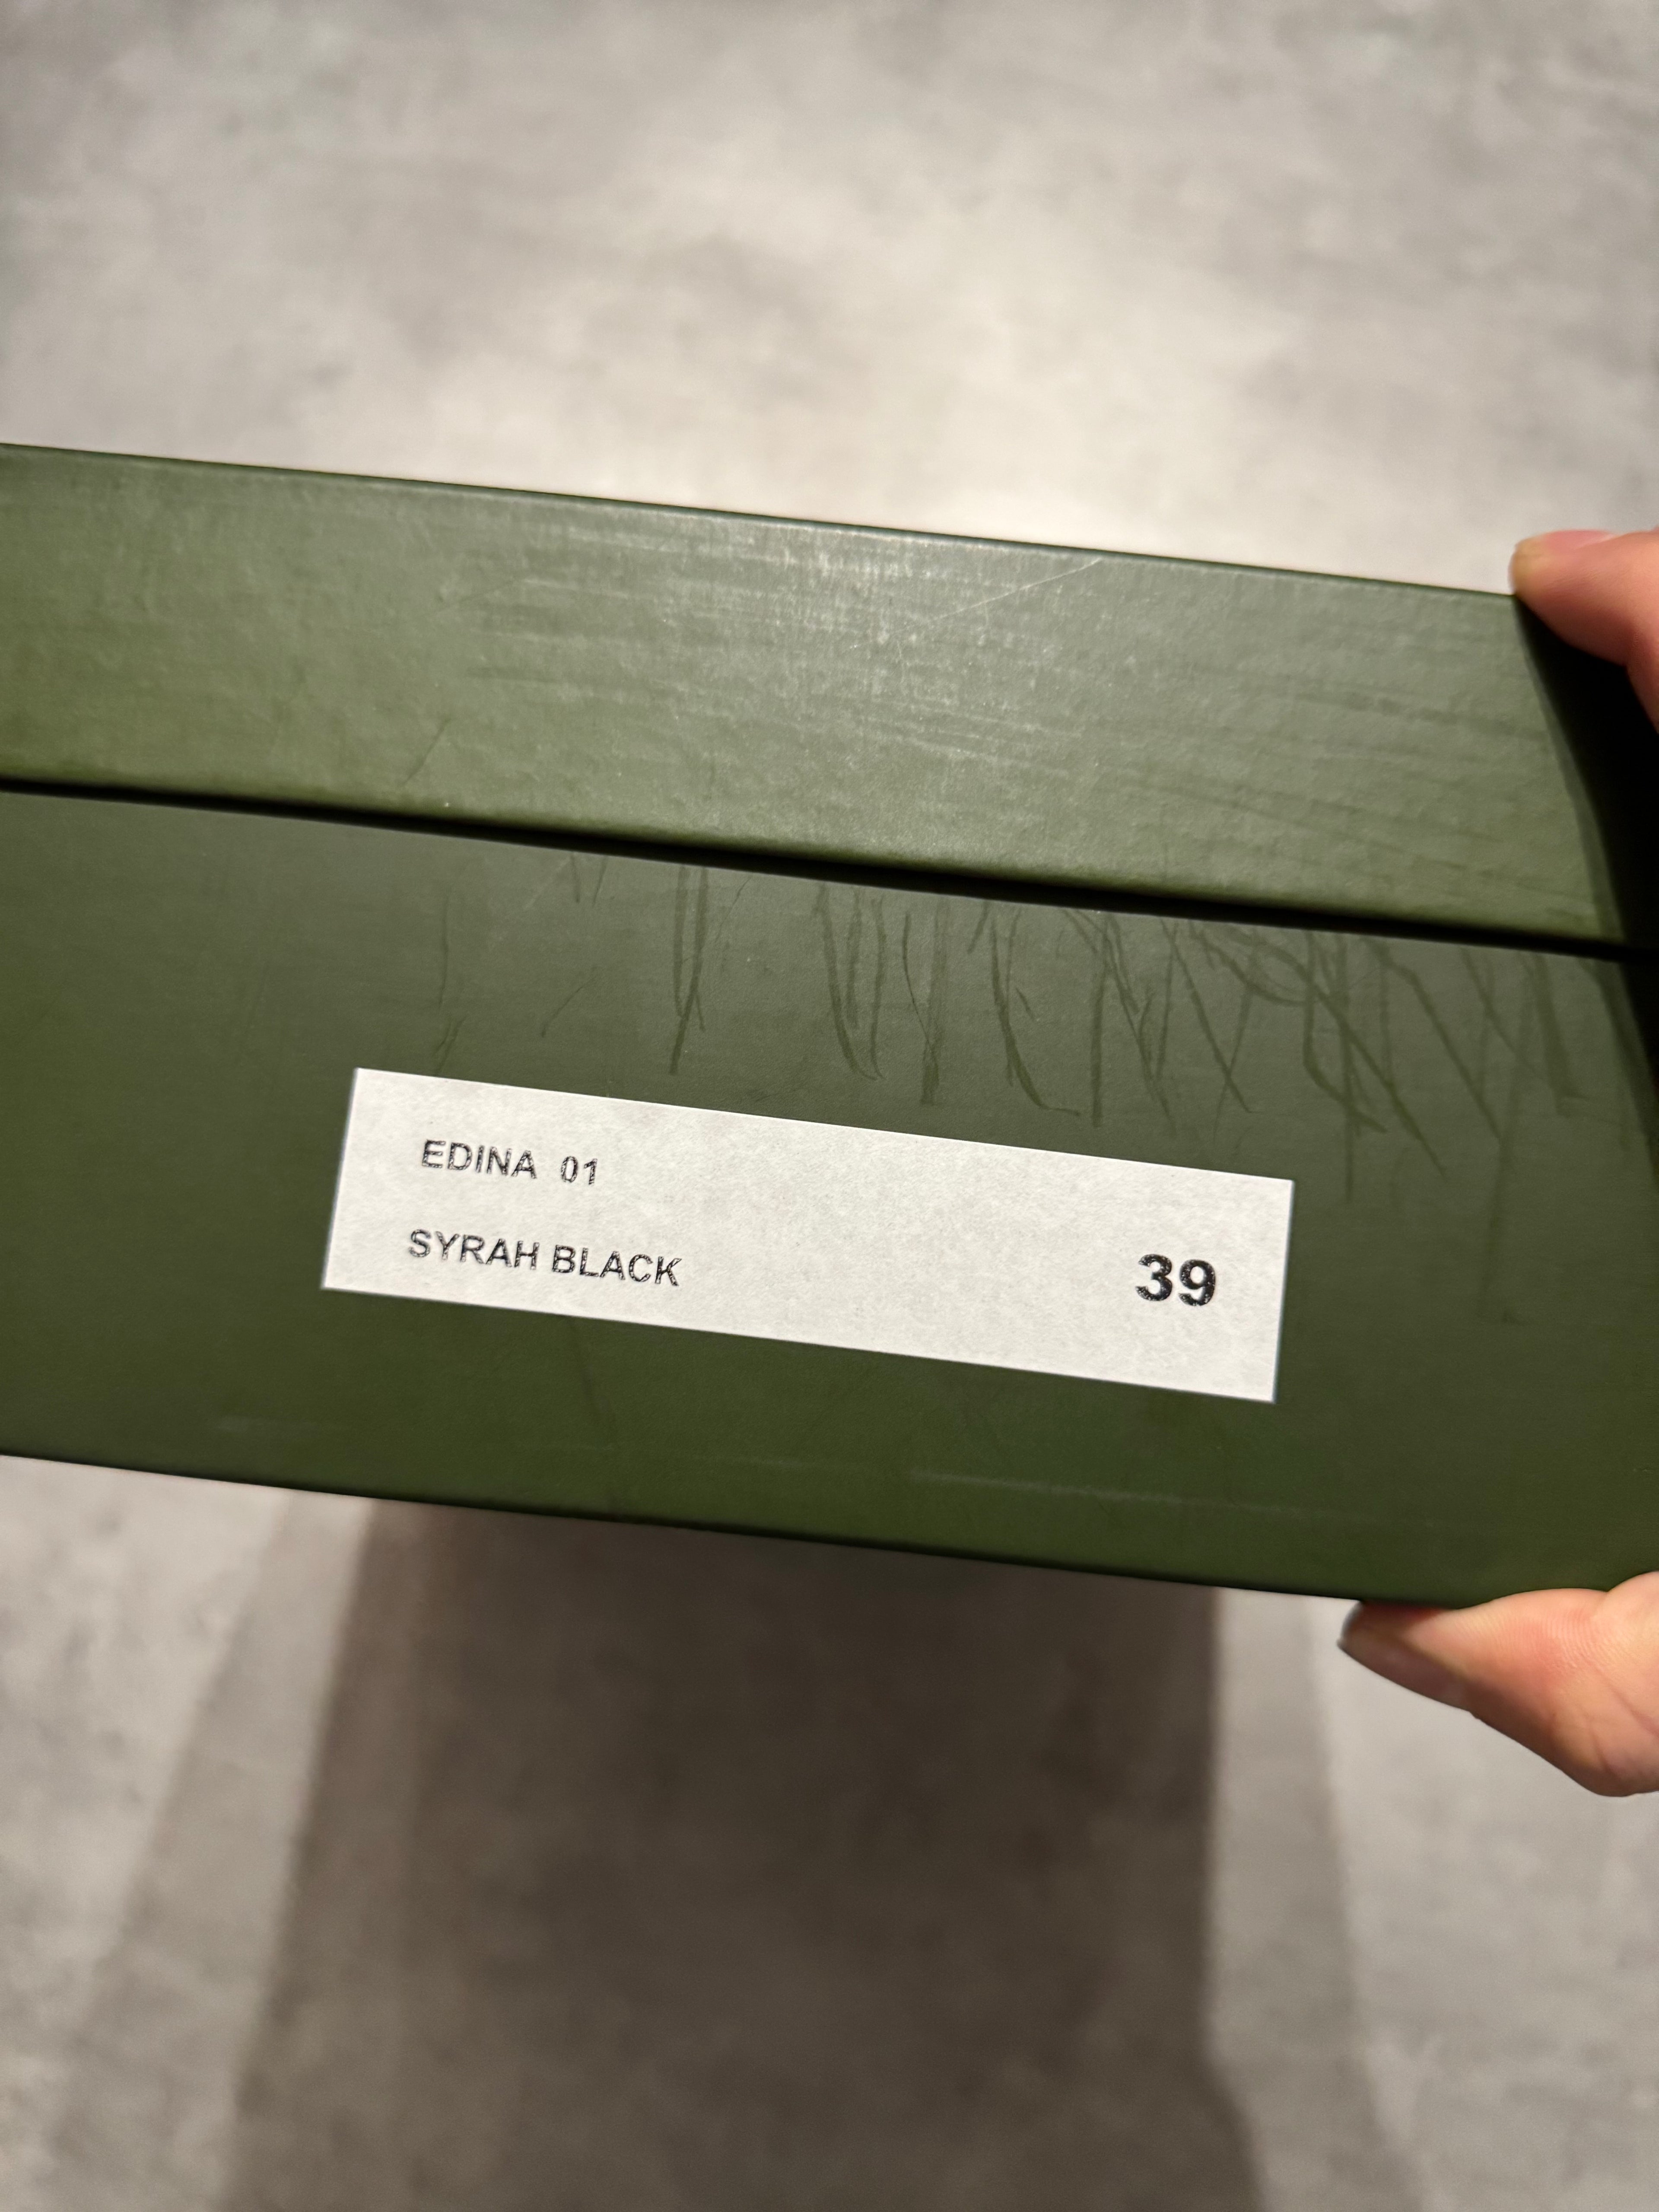 EDINA 01
SYRAH BLACK
39